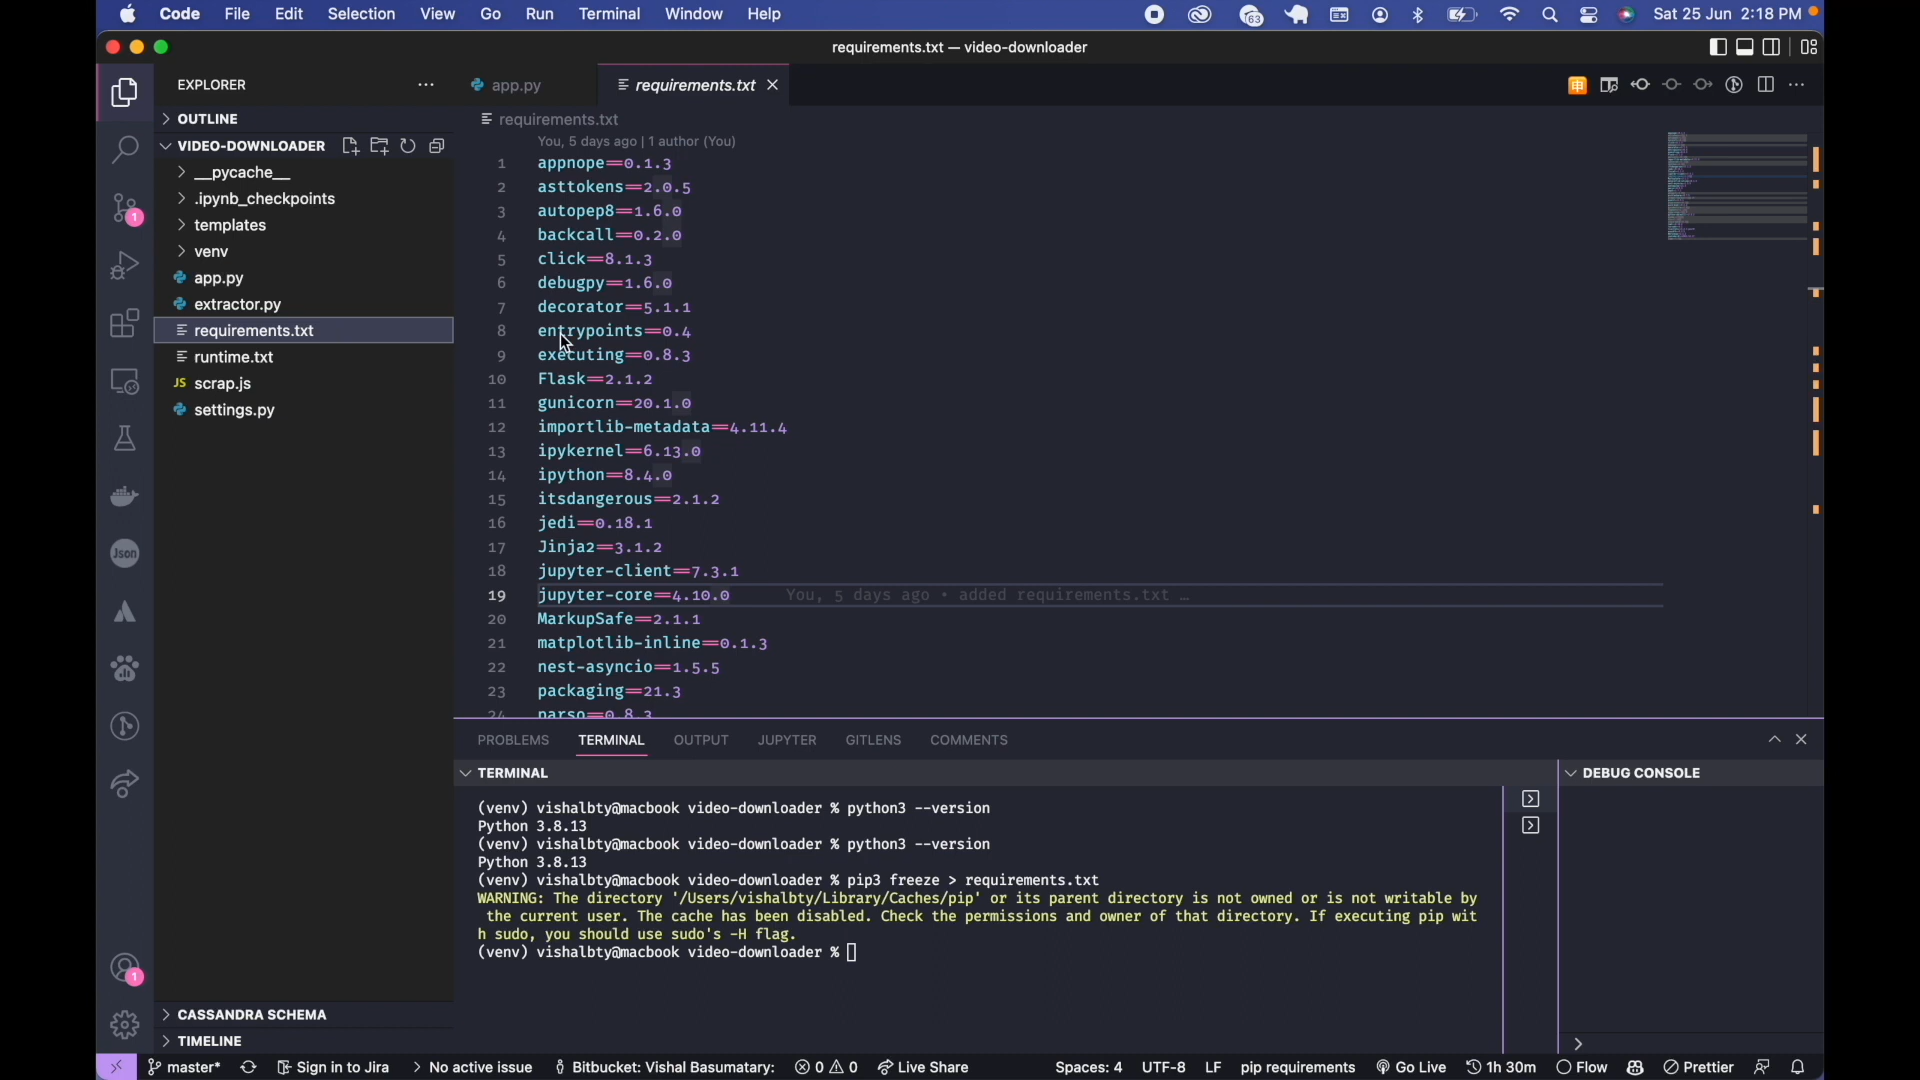 Code File Edit Selection View Go Run Terminal Window Help
63
Sat 25 Jun 2:18 PM
requirements.txt — video-downloader
EXPLORER
app.py
requirements.txt
OUTLINE
requirements.txt
VIDEO-DOWNLOADER
You, 5 days ago | 1 author (You)
__pycache__
.ipynb_checkpoints
templates
venv
app.py
extractor.py
requirements.txt
runtime.txt
JS scrap.js
settings.py
1
1
Json
1 appnope==0.1.3
2 asttokens==2.0.5
3 autopep8==1.6.0
4 backcall==0.2.0
5 click==8.1.3
6 debugpy==1.6.0
7 decorator==5.1.1
8 entrypoints==0.4
9 executing==0.8.3
10 Flask==2.1.2
11 gunicorn==20.1.0
12 importlib-metadata==4.11.4
13 ipykernel==6.13.0
14 ipython==8.4.0
15 itsdangerous==2.1.2
16 jedi==0.18.1
17 Jinja2==3.1.2
18 jupyter-client==7.3.1
19 jupyter-core==4.10.0 You, 5 days ago • added requirements.txt …
20 MarkupSafe==2.1.1
21 matplotlib-inline==0.1.3
22 nest-asyncio==1.5.5
23 packaging==21.3
24 parso==0.8.3
PROBLEMS TERMINAL OUTPUT JUPYTER GITLENS COMMENTS
TERMINAL
DEBUG CONSOLE
(venv) vishalbty@macbook video-downloader % python3 --version
Python 3.8.13
(venv) vishalbty@macbook video-downloader % python3 --version
Python 3.8.13
(venv) vishalbty@macbook video-downloader % pip3 freeze > requirements.txt
WARNING: The directory '/Users/vishalbty/Library/Caches/pip' or its parent directory is not owned or is not writable by
the current user. The cache has been disabled. Check the permissions and owner of that directory. If executing pip wit
h sudo, you should use sudo's -H flag.
(venv) vishalbty@macbook video-downloader %
CASSANDRA SCHEMA
TIMELINE
master* Sign in to Jira No active issue Bitbucket: Vishal Basumatary: 0 0 Live Share Spaces: 4 UTF-8 LF pip requirements Go Live 1h 30m Flow Prettier